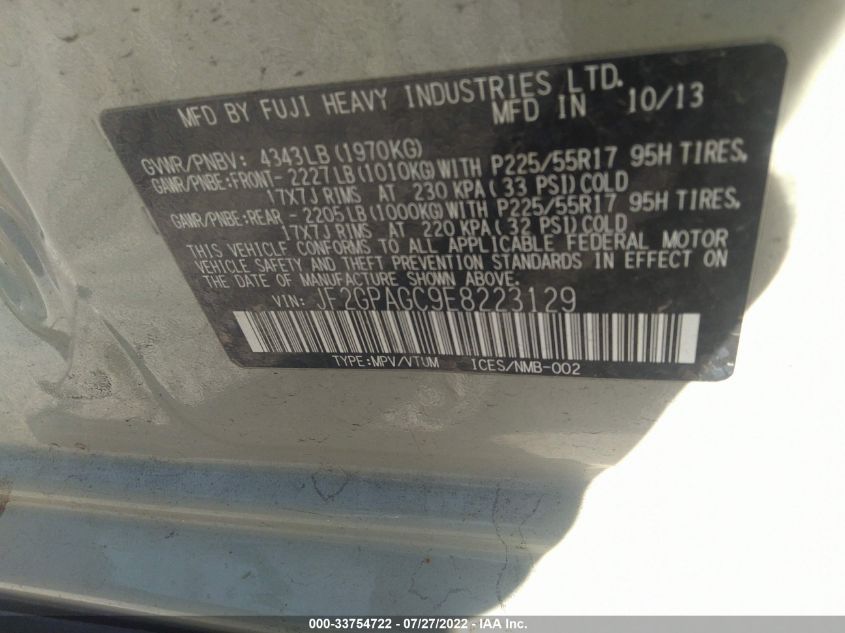 MFD BY FUJI HEAVY INDUSTRIES LTD.
MFD IN 10/13
GVWR/PNBV: 4343LB (1970KG)
GAWR/PNBE:FRONT- 2227LB (1010KG) WITH P225/55R17 95H TIRES,
17X7J RIMS AT 230 KPA( 33 PSI) COLD
GAWR/PNBE:REAR - 2205LB (1000KG) WITH P225/55R17 95H TIRES,
17X7J RIMS AT 220 KPA( 32 PSI) COLD
THIS VEHICLE CONFORMS TO ALL APPLICABLE FEDERAL MOTOR
VEHICLE SAFETY AND THEFT PREVENTION STANDARDS IN EFFECT ON
THE DATE OF MANUFACTURE SHOWN ABOVE.
VIN: JF2GPAGC9E8223129
TYPE:MPV/VTUM ICES/NMB-002
000-33754722 - 07/27/2022 - IAA Inc.